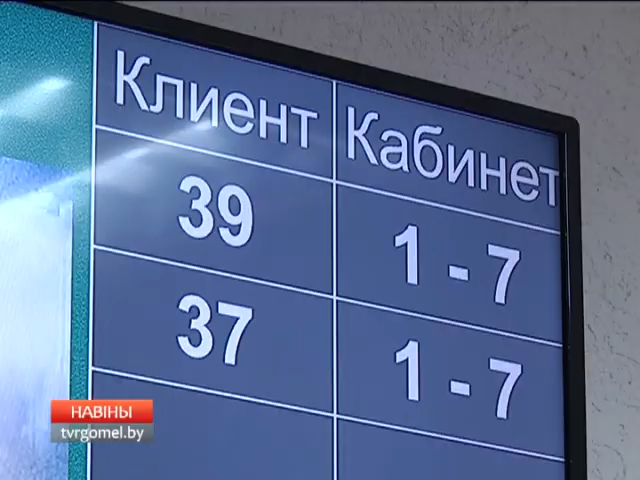 Клиент Кабинет
39 1 - 7
37 1 - 7
НАВІНЫ
tvrgomel.by